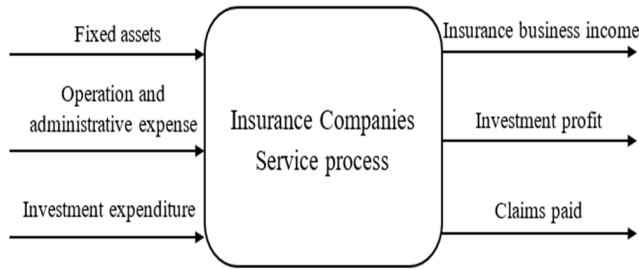 Fixed assets
Operation and
administrative expense
Investment expenditure
Insurance Companies
Service process
Insurance business income
Investment profit
Claims paid